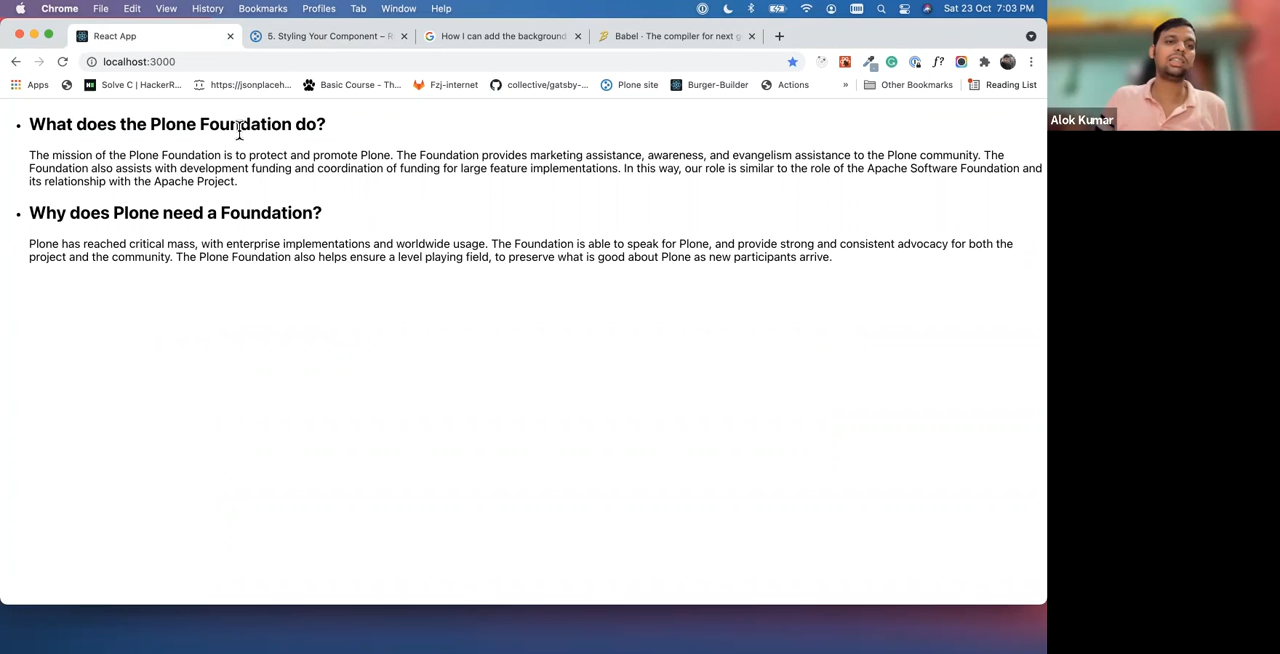 Chrome File Edit View History Bookmarks Profiles Tab Window Help Sat 23 Oct 7:03 PM
React App 5. Styling Your Component – R How I can add the background Babel · The compiler for next g
localhost:3000
Apps Solve C | HackerR... https://jsonplaceh... Basic Course - Th... Fzj-internet collective/gatsby-... Plone site Burger-Builder Actions » Other Bookmarks Reading List
Alok Kumar
• What does the Plone Foundation do?
The mission of the Plone Foundation is to protect and promote Plone. The Foundation provides marketing assistance, awareness, and evangelism assistance to the Plone community. The
Foundation also assists with development funding and coordination of funding for large feature implementations. In this way, our role is similar to the role of the Apache Software Foundation and
its relationship with the Apache Project.
• Why does Plone need a Foundation?
Plone has reached critical mass, with enterprise implementations and worldwide usage. The Foundation is able to speak for Plone, and provide strong and consistent advocacy for both the
project and the community. The Plone Foundation also helps ensure a level playing field, to preserve what is good about Plone as new participants arrive.